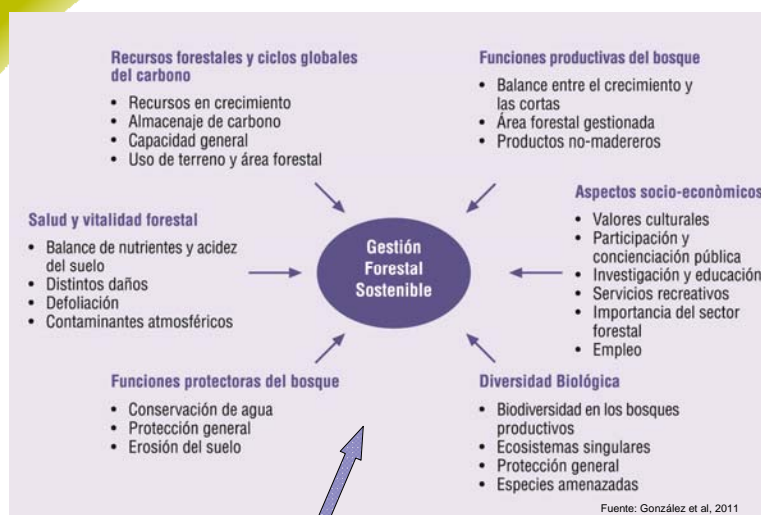 Recursos forestales y ciclos globales
del carbono
• Recursos en crecimiento
• Almacenaje de carbono
• Capacidad general
• Uso de terreno y área forestal
Funciones productivas del bosque
• Balance entre el crecimiento y
las cortas
• Área forestal gestionada
• Productos no-madereros
Salud y vitalidad forestal
• Balance de nutrientes y acidez
del suelo
• Distintos daños
• Defoliación
• Contaminantes atmosféricos
Gestión
Forestal
Sostenible
Aspectos socio-econòmicos
• Valores culturales
• Participación y
concienciación pública
• Investigación y educación
• Servicios recreativos
• Importancia del sector
forestal
• Empleo
Funciones protectoras del bosque
• Conservación de agua
• Protección general
• Erosión del suelo
Diversidad Biológica
• Biodiversidad en los bosques
productivos
• Ecosistemas singulares
• Protección general
• Especies amenazadas
Fuente: González et al, 2011